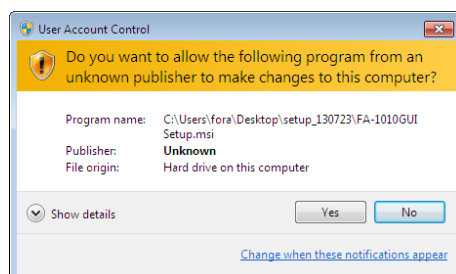 User Account Control
Do you want to allow the following program from an
unknown publisher to make changes to this computer?
Program name: C:\Users\fora\Desktop\setup_130723\FA-1010GUI
Setup.msi
Publisher: Unknown
File origin: Hard drive on this computer
Show details Yes No
Change when these notifications appear